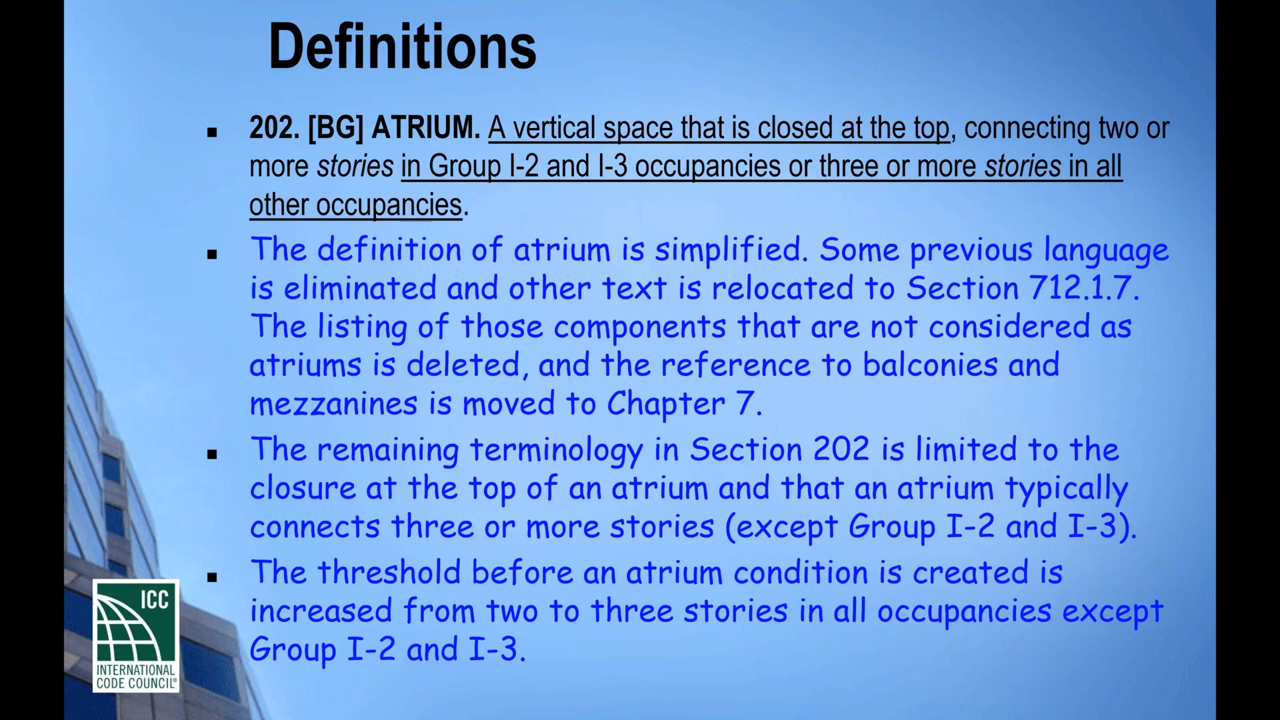 Definitions
▪ 202. [BG] ATRIUM. A vertical space that is closed at the top, connecting two or
more stories in Group I-2 and I-3 occupancies or three or more stories in all
other occupancies.
▪ The definition of atrium is simplified. Some previous language
is eliminated and other text is relocated to Section 712.1.7.
The listing of those components that are not considered as
atriums is deleted, and the reference to balconies and
mezzanines is moved to Chapter 7.
▪ The remaining terminology in Section 202 is limited to the
closure at the top of an atrium and that an atrium typically
connects three or more stories (except Group I-2 and I-3).
▪ The threshold before an atrium condition is created is
increased from two to three stories in all occupancies except
Group I-2 and I-3.
ICC
INTERNATIONAL
CODE COUNCIL®